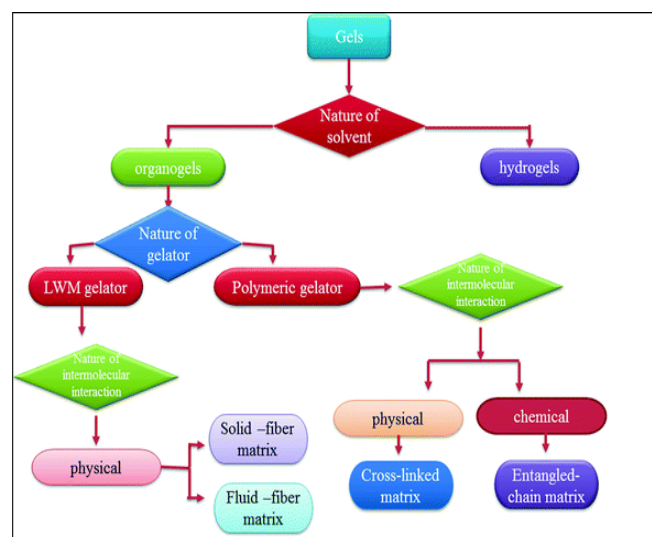 Gels
Nature of
solvent
organogels
hydrogels
Nature of
gelator
LWM gelator
Polymeric gelator
Nature of
intermolecular
interaction
Nature of
intermolecular
interaction
physical
Solid –fiber
matrix
Fluid –fiber
matrix
physical
chemical
Cross-linked
matrix
Entangled-
chain matrix